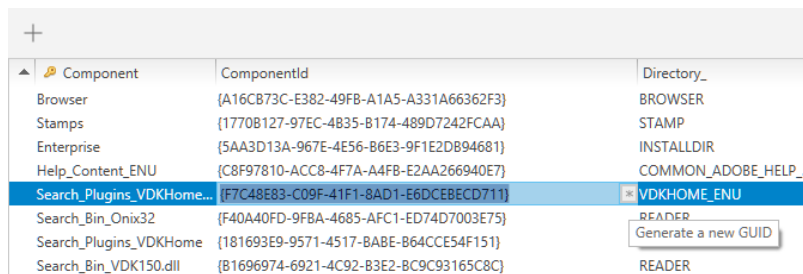 Component ComponentId Directory_
Browser {A16CB73C-E382-49FB-A1A5-A331A66362F3} BROWSER
Stamps {1770B127-97EC-4B35-B174-489D7242FCAA} STAMP
Enterprise {5AA3D13A-967E-4E56-B6E3-9F1E2DB94681} INSTALLDIR
Help_Content_ENU {C8F97810-ACC8-4F7A-A4FB-E2AA266940E7} COMMON_ADOBE_HELP_
Search_Plugins_VDKHome... {F7C48E83-C09F-41F1-8AD1-E6DCEBECD711} VDKHOME_ENU
Search_Bin_Onix32 {F40A40FD-9FBA-4685-AFC1-ED74D7003E75} READER
Generate a new GUID
Search_Plugins_VDKHome {181693E9-9571-4517-BABE-B64CCE54F151}
Search_Bin_VDK150.dll {B1696974-6921-4C92-B3E2-BC9C93165C8C} READER